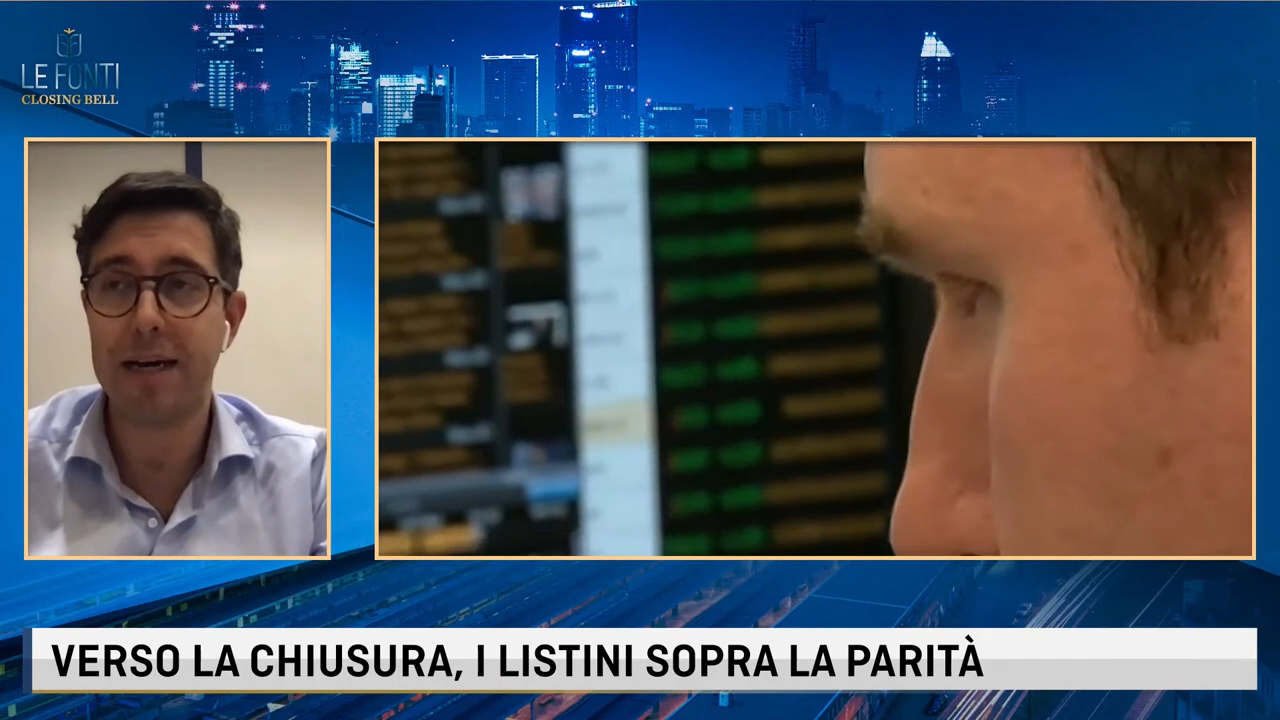 LE FONTI
CLOSING BELL
VERSO LA CHIUSURA, I LISTINI SOPRA LA PARITÀ